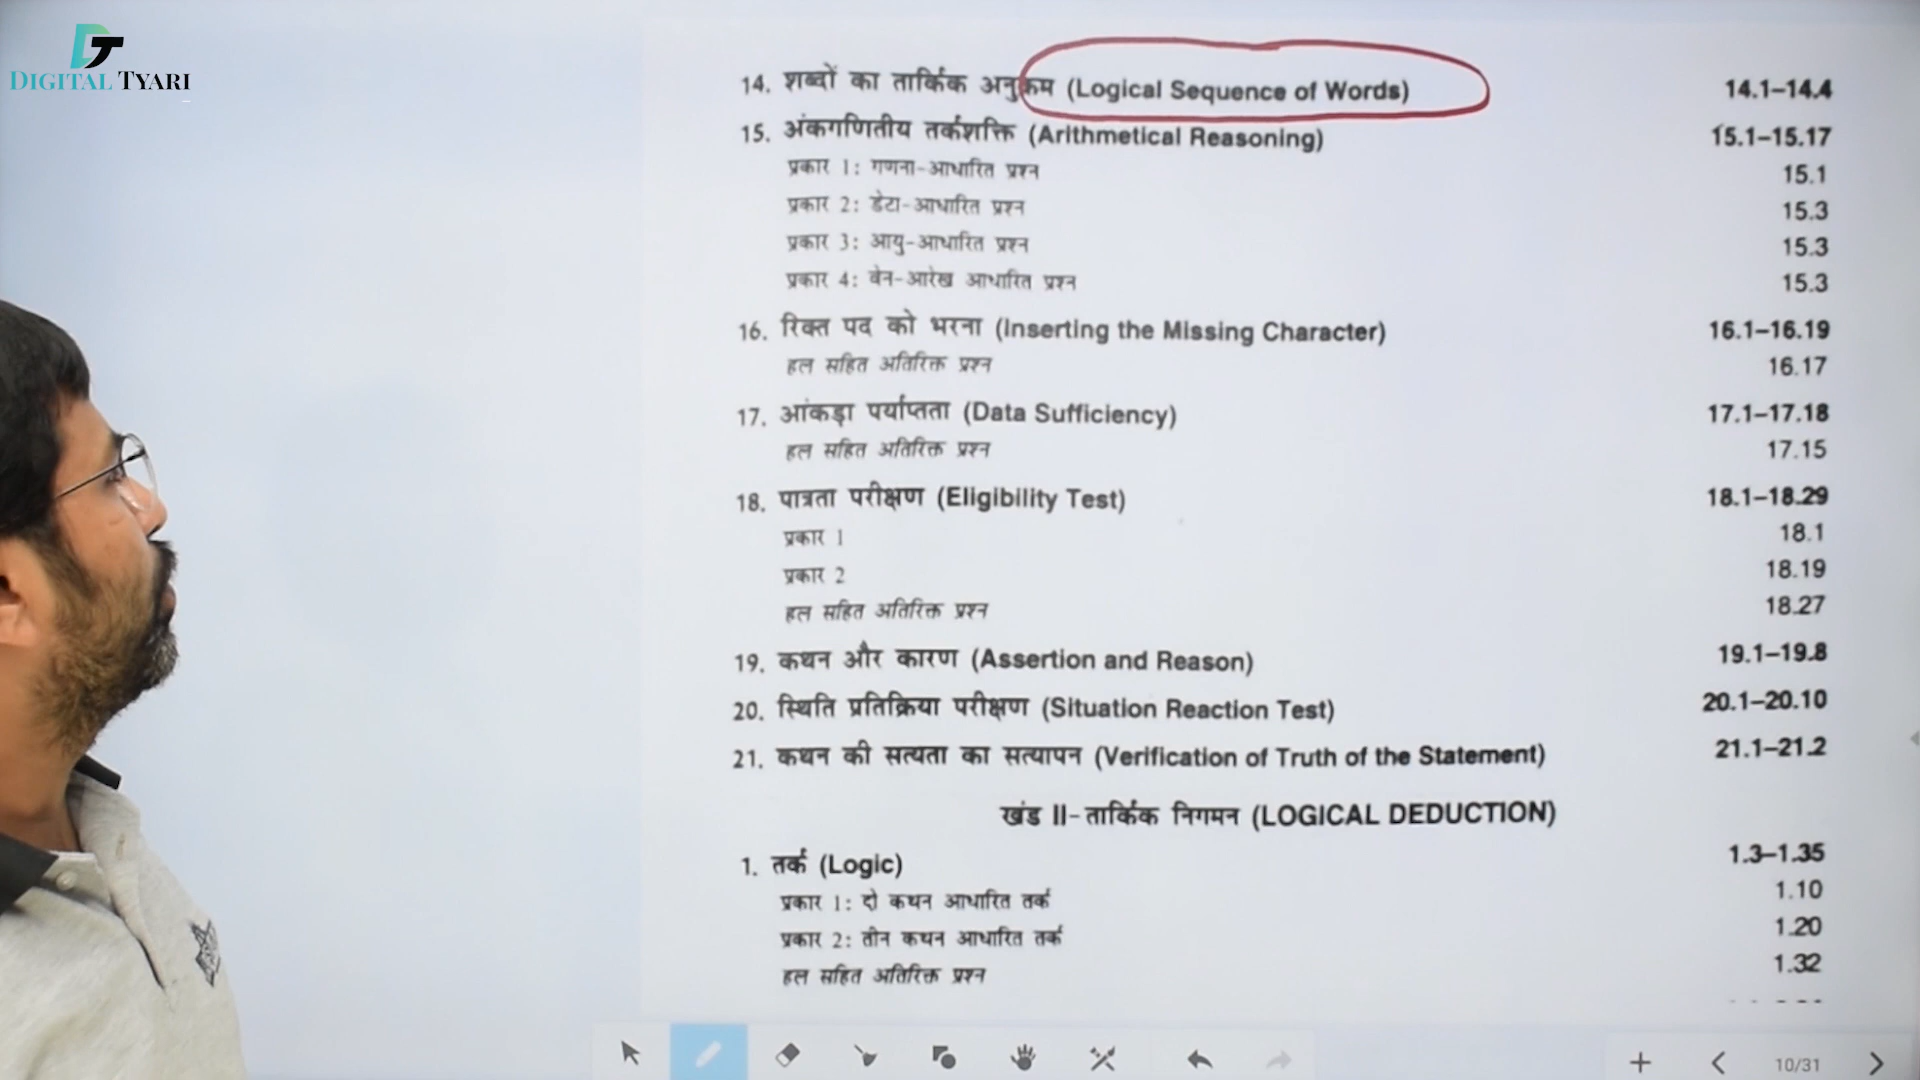 DT
DIGITAL TYARI
14. शब्दों का तार्किक अनुक्रम (Logical Sequence of Words) 14.1–14.4
15. अंकगणितीय तर्कशक्ति (Arithmetical Reasoning) 15.1–15.17
प्रकार 1: गणना-आधारित प्रश्न 15.1
प्रकार 2: डेटा-आधारित प्रश्न 15.3
प्रकार 3: आयु-आधारित प्रश्न 15.3
प्रकार 4: वेन-आरेख आधारित प्रश्न 15.3
16. रिक्त पद को भरना (Inserting the Missing Character) 16.1–16.19
हल सहित अतिरिक्त प्रश्न 16.17
17. आंकड़ा पर्याप्तता (Data Sufficiency) 17.1–17.18
हल सहित अतिरिक्त प्रश्न 17.15
18. पात्रता परीक्षण (Eligibility Test) 18.1–18.29
प्रकार 1 18.1
प्रकार 2 18.19
हल सहित अतिरिक्त प्रश्न 18.27
19. कथन और कारण (Assertion and Reason) 19.1–19.8
20. स्थिति प्रतिक्रिया परीक्षण (Situation Reaction Test) 20.1–20.10
21. कथन की सत्यता का सत्यापन (Verification of Truth of the Statement) 21.1–21.2
खंड II-तार्किक निगमन (LOGICAL DEDUCTION)
1. तर्क (Logic) 1.3–1.35
प्रकार 1: दो कथन आधारित तर्क 1.10
प्रकार 2: तीन कथन आधारित तर्क 1.20
हल सहित अतिरिक्त प्रश्न 1.32
10/31